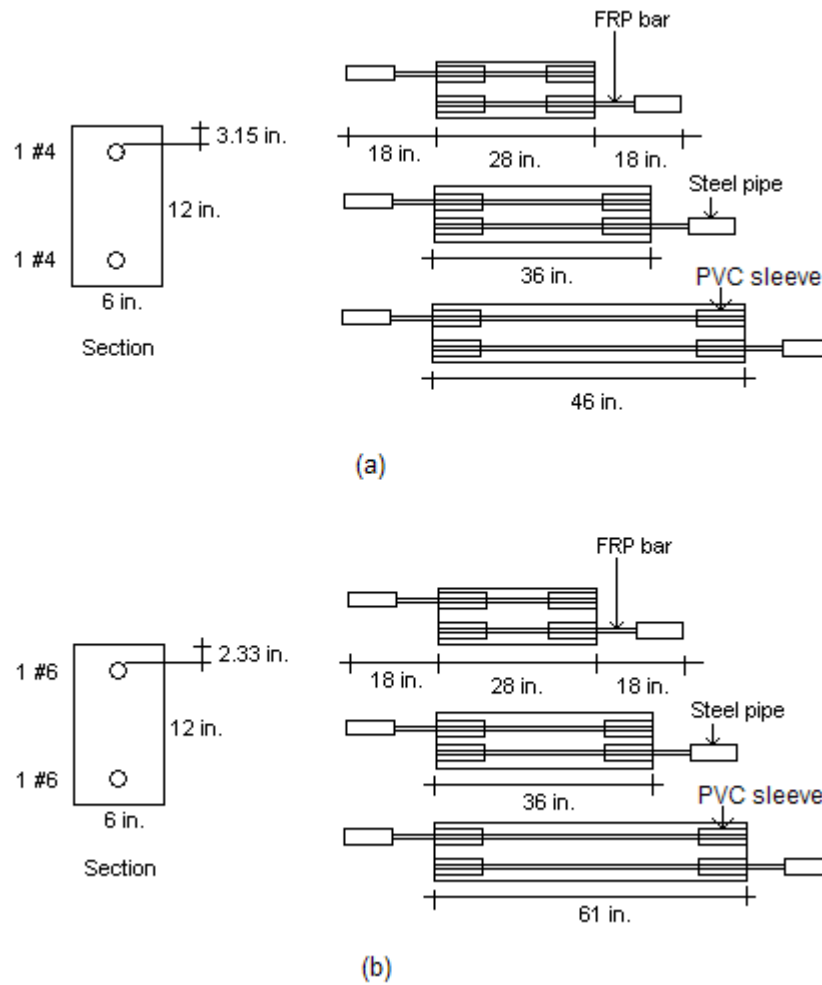 FRP bar
3.15 in.
1 #4
18 in.
28 in.
18 in.
12 in.
Steel pipe
1 #4
6 in.
36 in.
PVC sleeve
Section
46 in.
(a)
FRP bar
2.33 in.
1 #6
18 in.
28 in.
18 in.
12 in.
Steel pipe
1 #6
6 in.
36 in.
PVC sleeve
Section
61 in.
(b)